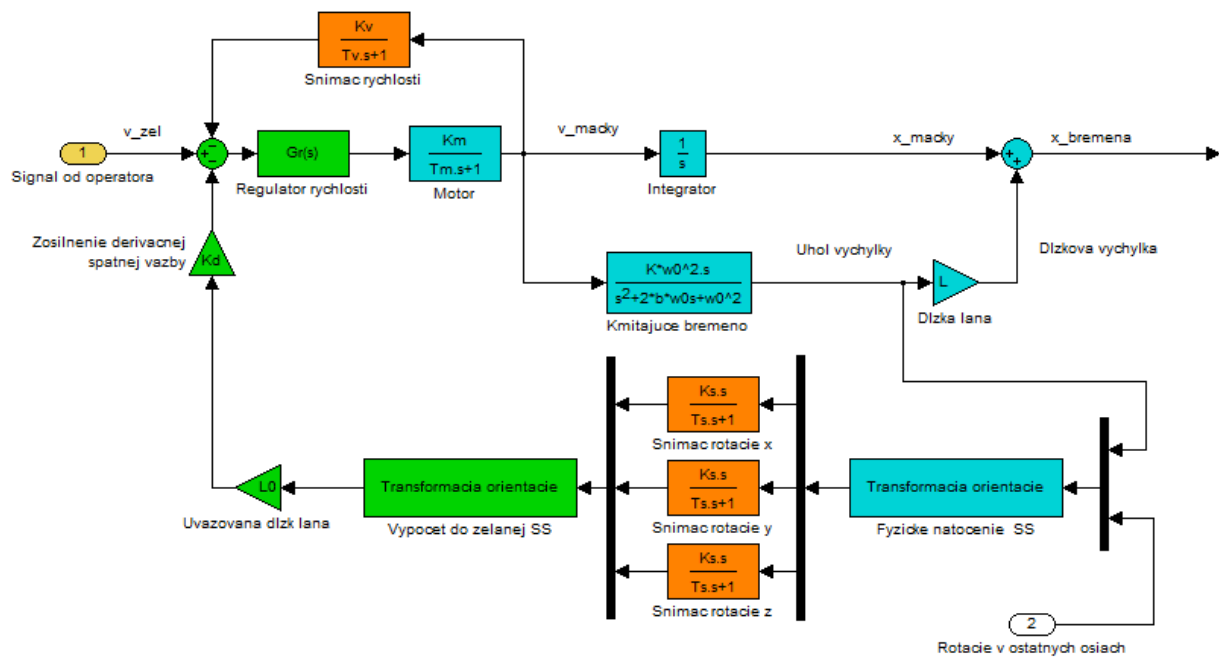 Kv
Tv.s+1
Snimac rychlosti
v_zel
1
Signal od operatora
+
−
−
Gr(s)
Regulator rychlosti
Km
Tm.s+1
Motor
v_macky
1
s
Integrator
x_macky
+
+
x_bremena
Zosilnenie derivacnej
spatnej vazby
Kd
K*w0^2.s
s2+2*b*w0s+w0^2
Kmitajuce bremeno
Uhol vychylky
L
Dlzka lana
Dlzkova vychylka
Ks.s
Ts.s+1
Snimac rotacie x
L0
Uvazovana dlzk lana
Transformacia orientacie
Vypocet do zelanej SS
Ks.s
Ts.s+1
Snimac rotacie y
Transformacia orientacie
Fyzicke natocenie SS
Ks.s
Ts.s+1
Snimac rotacie z
2
Rotacie v ostatnych osiach